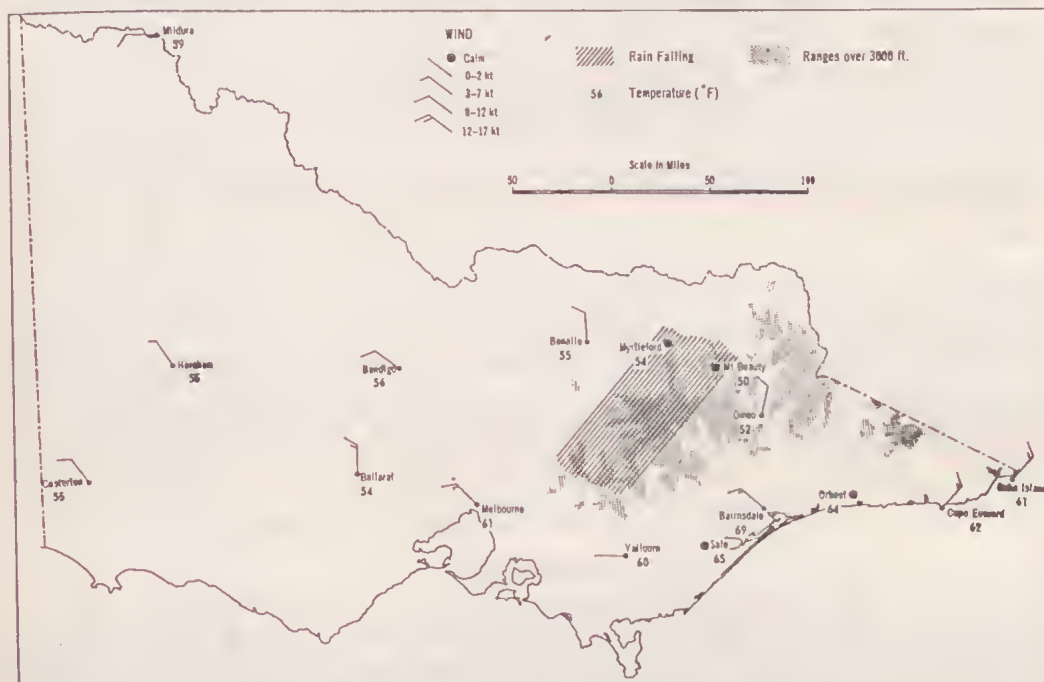 Mildura
59
WIND
Calm
0-2 kt
3-7 kt
8-12 kt
12-17 kt
Rain Falling
56 Temperature (°F)
Ranges over 3000 ft.
Scale in Miles
50 0 50 100
Horsham
55
Bendigo
56
Benalla
55
Myrtleford
54
Mt Beauty
50
Omeo
52
Casterton
55
Ballarat
54
Melbourne
61
Yalloorn
60
Sale
65
Bairnsdale
69
Orbost
64
Cape Everard
62
Gabo Island
61